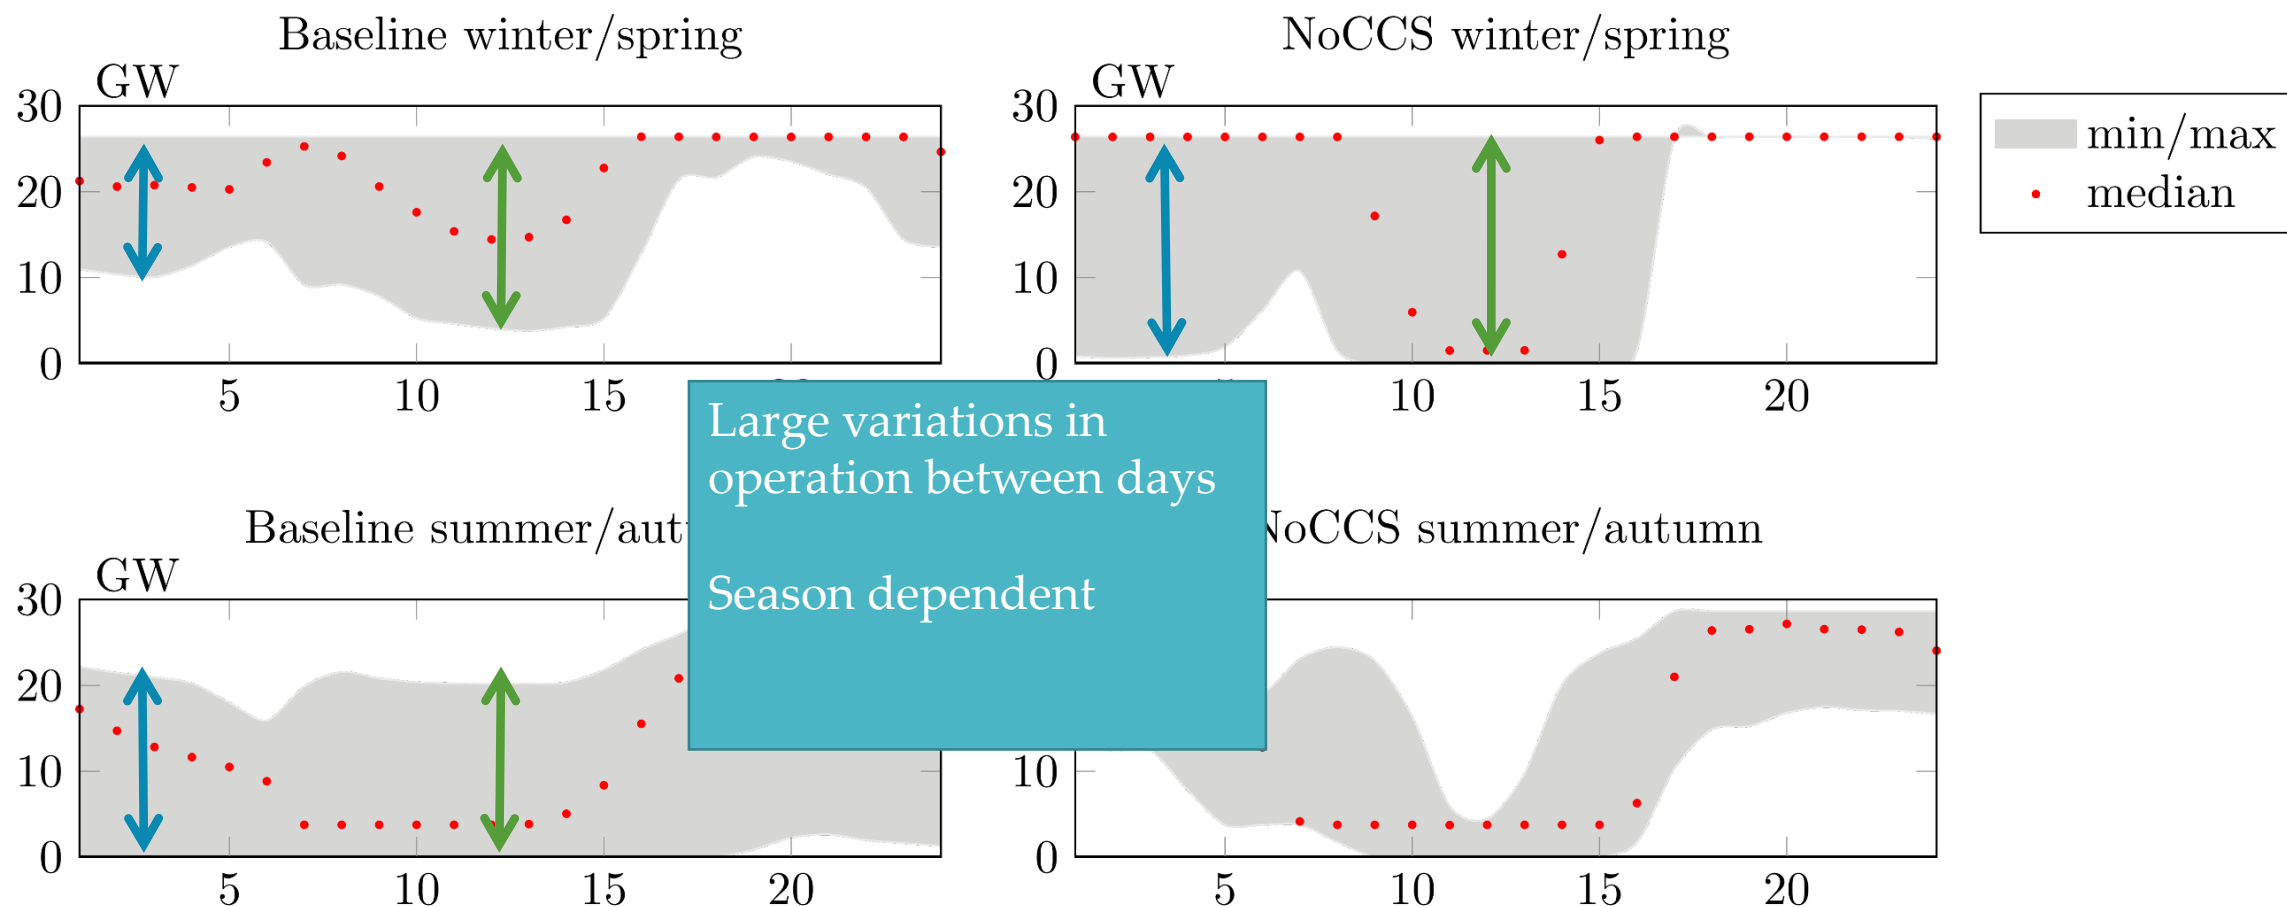 Baseline winter/spring
GW
30
20
10
0
5 10 15
NoCCS winter/spring
GW
30
20
10
0
10 15 20
min/max
median
Large variations in
operation between days
Season dependent
Baseline summer/aut
GW
30
20
10
0
5 10 15 20
NoCCS summer/autumn
10
0
5 10 15 20